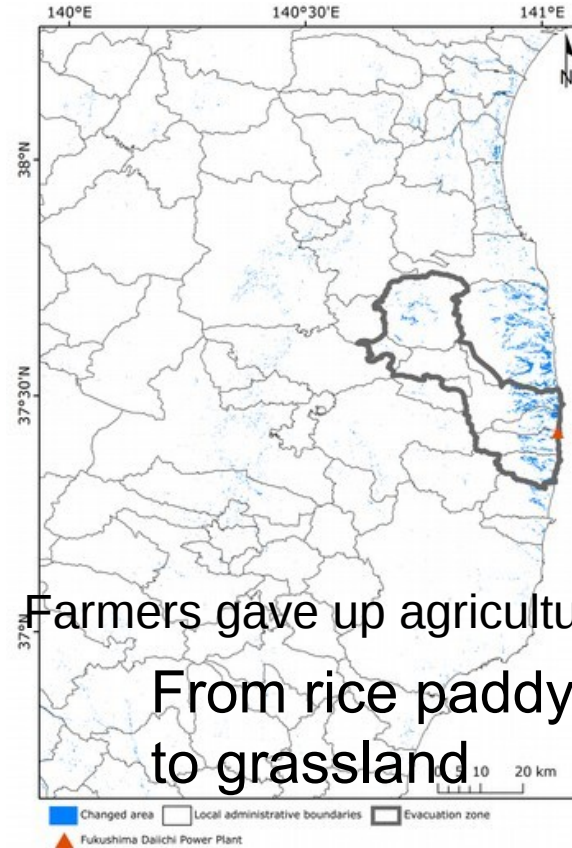 140°E 140°30'E 141°E
N
38°N
37°30'N
37°N
Farmers gave up agricultu
From rice paddy
to grassland
10 20 km
Changed area Local administrative boundaries Evacuation zone
Fukushima Daiichi Power Plant